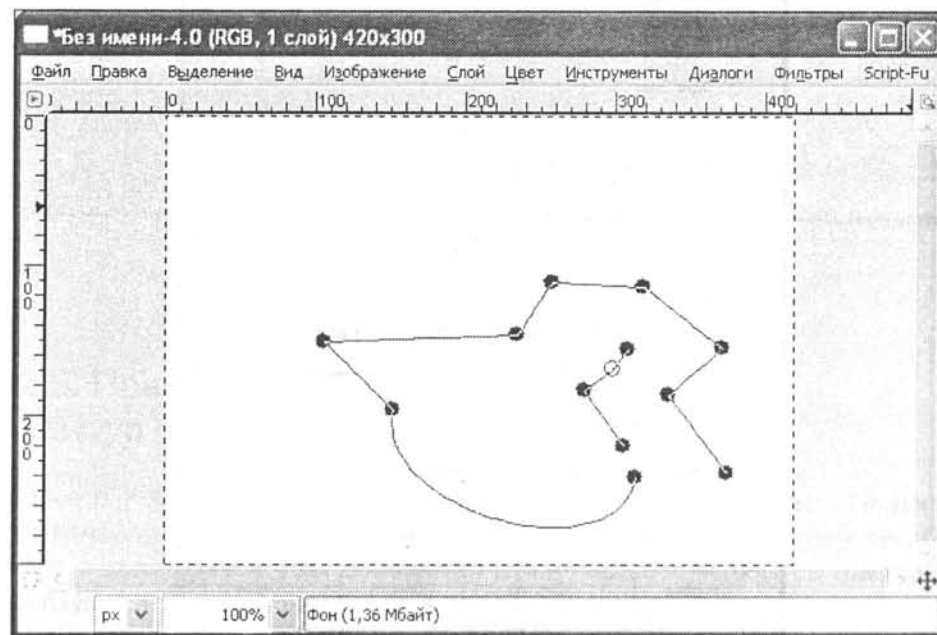 *Без имени-4.0 (RGB, 1 слой) 420x300
Файл Правка Выделение Вид Изображение Слой Цвет Инструменты Диалоги Фильтры Script-Fu
0 100 200 300 400
0
100
200
px 100% Фон (1,36 Мбайт)